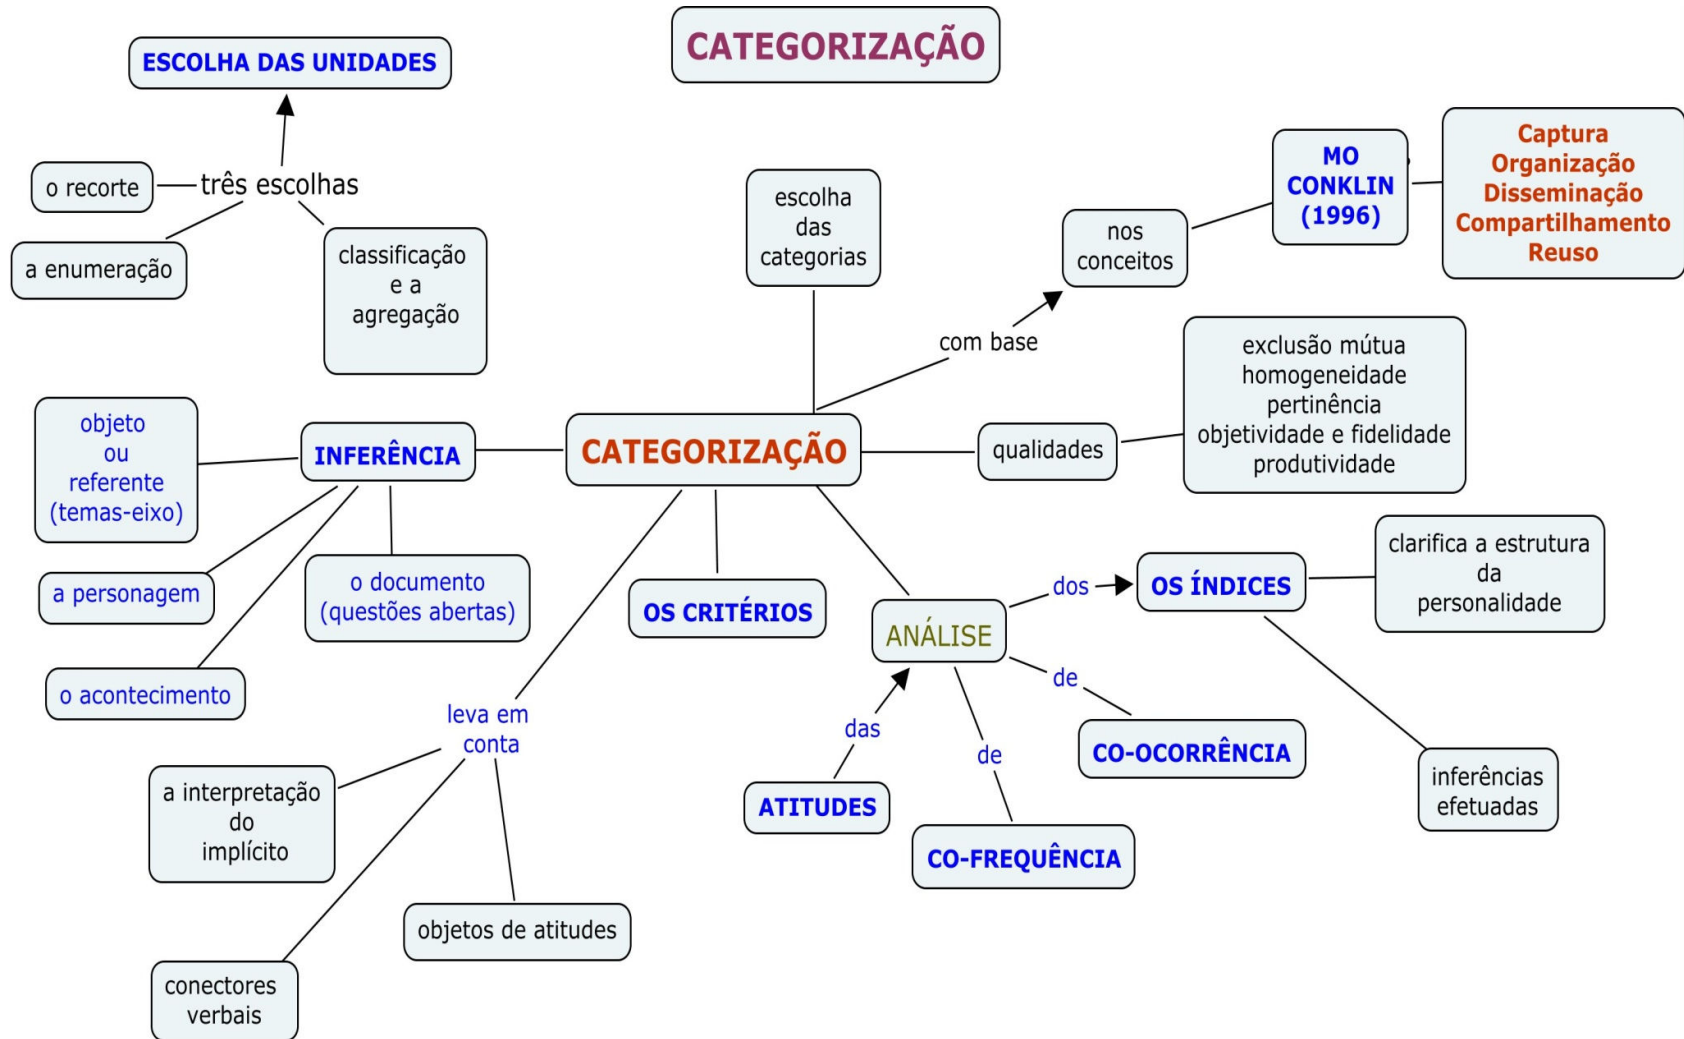 CATEGORIZAÇÃO
ESCOLHA DAS UNIDADES
três escolhas
o recorte
a enumeração
classificação
e a
agregação
escolha
das
categorias
com base
nos
conceitos
MO
CONKLIN
(1996)
Captura
Organização
Disseminação
Compartilhamento
Reuso
CATEGORIZAÇÃO
qualidades
exclusão mútua
homogeneidade
pertinência
objetividade e fidelidade
produtividade
INFERÊNCIA
objeto
ou
referente
(temas-eixo)
a personagem
o acontecimento
o documento
(questões abertas)
OS CRITÉRIOS
leva em
conta
a interpretação
do
implícito
conectores
verbais
objetos de atitudes
ANÁLISE
dos
OS ÍNDICES
clarifica a estrutura
da
personalidade
inferências
efetuadas
de
CO-OCORRÊNCIA
de
CO-FREQUÊNCIA
das
ATITUDES